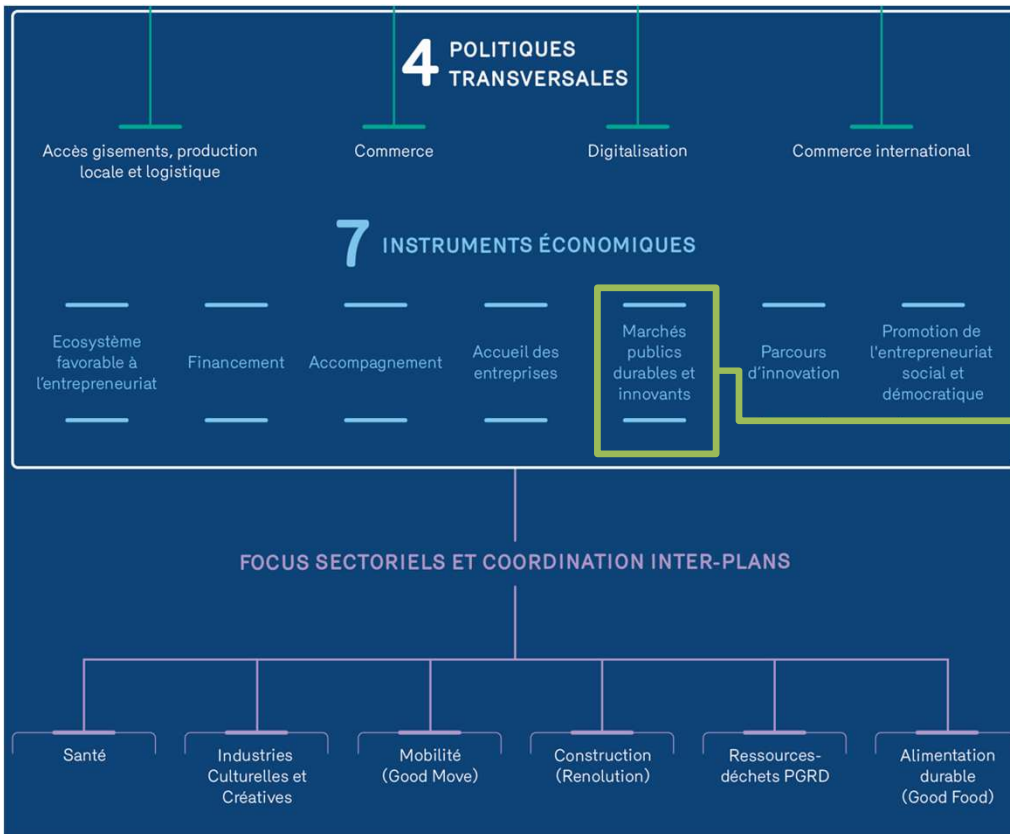 4 POLITIQUES
TRANSVERSALES
Accès gisements, production
locale et logistique
Commerce
Digitalisation
Commerce international
7 INSTRUMENTS ÉCONOMIQUES
Ecosystème
favorable à
l'entrepreneuriat
Financement
Accompagnement
Accueil des
entreprises
Marchés
publics
durables et
innovants
Parcours
d'innovation
Promotion de
l'entrepreneuriat
social et
démocratique
FOCUS SECTORIELS ET COORDINATION INTER-PLANS
Santé
Industries
Culturelles et
Créatives
Mobilité
(Good Move)
Construction
(Renolution)
Ressources-
déchets PGRD
Alimentation
durable
(Good Food)